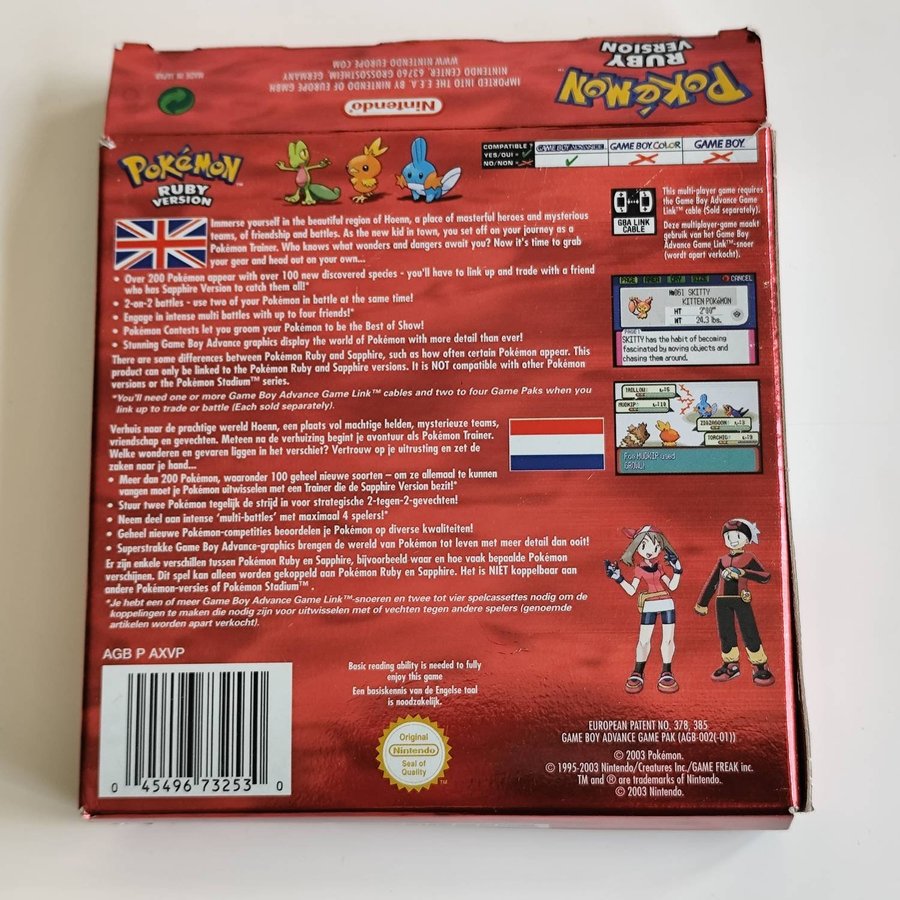 POKéMON
RUBY
VERSION
Nintendo
IMPORTED INTO THE E.E.A. BY NINTENDO OF EUROPE GMBH
NINTENDO CENTER, 63760 GROSSOSTHEIM, GERMANY
WWW.NINTENDO EUROPE.COM
MADE IN JAPAN
POKéMON™
RUBY
VERSION
COMPATIBLE ?
YES/OUI =
NO/NON =
GAME BOY ADVANCE
GAME BOY COLOR
GAME BOY
GBA LINK
CABLE
This multi-player game requires
the Game Boy Advance Game
Link™ cable (Sold separately).
Deze multiplayer-game maakt
gebruik van het Game Boy
Advance Game Link™-snoer
(wordt apart verkocht).
Immerse yourself in the beautiful region of Hoenn, a place of masterful heroes and mysterious
teams, of friendship and battles. As the new kid in town, you set off on your journey as a
Pokémon Trainer. Who knows what wonders and dangers await you? Now it's time to grab
your gear and head out on your own...
• Over 200 Pokémon appear with over 100 new discovered species - you'll have to link up and trade with a friend
who has Sapphire Version to catch them all!*
• 2-on-2 battles - use two of your Pokémon in battle at the same time!
• Engage in intense multi battles with up to four friends!*
• Pokémon Contests let you groom your Pokémon to be the Best of Show!
• Stunning Game Boy Advance graphics display the world of Pokémon with more detail than ever!
There are some differences between Pokémon Ruby and Sapphire, such as how often certain Pokémon appear. This
product can only be linked to the Pokémon Ruby and Sapphire versions. It is NOT compatible with other Pokémon
versions or the Pokémon Stadium™ series.
*You'll need one or more Game Boy Advance Game Link™ cables and two to four Game Paks when you
link up to trade or battle (Each sold separately).
PAGE AREA CRY SIZE CANCEL
№061 SKITTY
KITTEN POKéMON
HT 2'00"
WT 24.3 lbs.
PAGE1
SKITTY has the habit of becoming
fascinated by moving objects and
chasing them around.
TAILLOW
MUDKIP
ZIGZAGOON
TORCHIC
Foe MUDKIP used
GROWL!
Verhuis naar de prachtige wereld Hoenn, een plaats vol machtige helden, mysterieuze teams,
vriendschap en gevechten. Meteen na de verhuizing begint je avontuur als Pokémon Trainer.
Welke wonderen en gevaren liggen in het verschiet? Vertrouw op je uitrusting en zet de
zaken naar je hand...
• Meer dan 200 Pokémon, waaronder 100 geheel nieuwe soorten – om ze allemaal te kunnen
vangen moet je Pokémon uitwisselen met een Trainer die de Sapphire Version bezit!*
• Stuur twee Pokémon tegelijk de strijd in voor strategische 2-tegen-2-gevechten!
• Neem deel aan intense 'multi-battles' met maximaal 4 spelers!*
• Geheel nieuwe Pokémon-competities beoordelen je Pokémon op diverse kwaliteiten!
• Superstrakke Game Boy Advance-graphics brengen de wereld van Pokémon tot leven met meer detail dan ooit!
Er zijn enkele verschillen tussen Pokémon Ruby en Sapphire, bijvoorbeeld waar en hoe vaak bepaalde Pokémon
verschijnen. Dit spel kan alleen worden gekoppeld aan Pokémon Ruby en Sapphire. Het is NIET koppelbaar aan
andere Pokémon-versies of Pokémon Stadium™ .
*Je hebt een of meer Game Boy Advance Game Link™-snoeren en twee tot vier spelcassettes nodig om de
koppelingen te maken die nodig zijn voor uitwisselen met of vechten tegen andere spelers (genoemde
artikelen worden apart verkocht).
AGB P AXVP
0 45496 73253 0
Basic reading ability is needed to fully
enjoy this game
Een basiskennis van de Engelse taal
is noodzakelijk.
Original
Nintendo
Seal of
Quality
TM
EUROPEAN PATENT NO. 378, 385
GAME BOY ADVANCE GAME PAK (AGB-002(-01))
© 2003 Pokémon.
© 1995-2003 Nintendo/Creatures Inc./GAME FREAK inc.
TM and ® are trademarks of Nintendo.
© 2003 Nintendo.